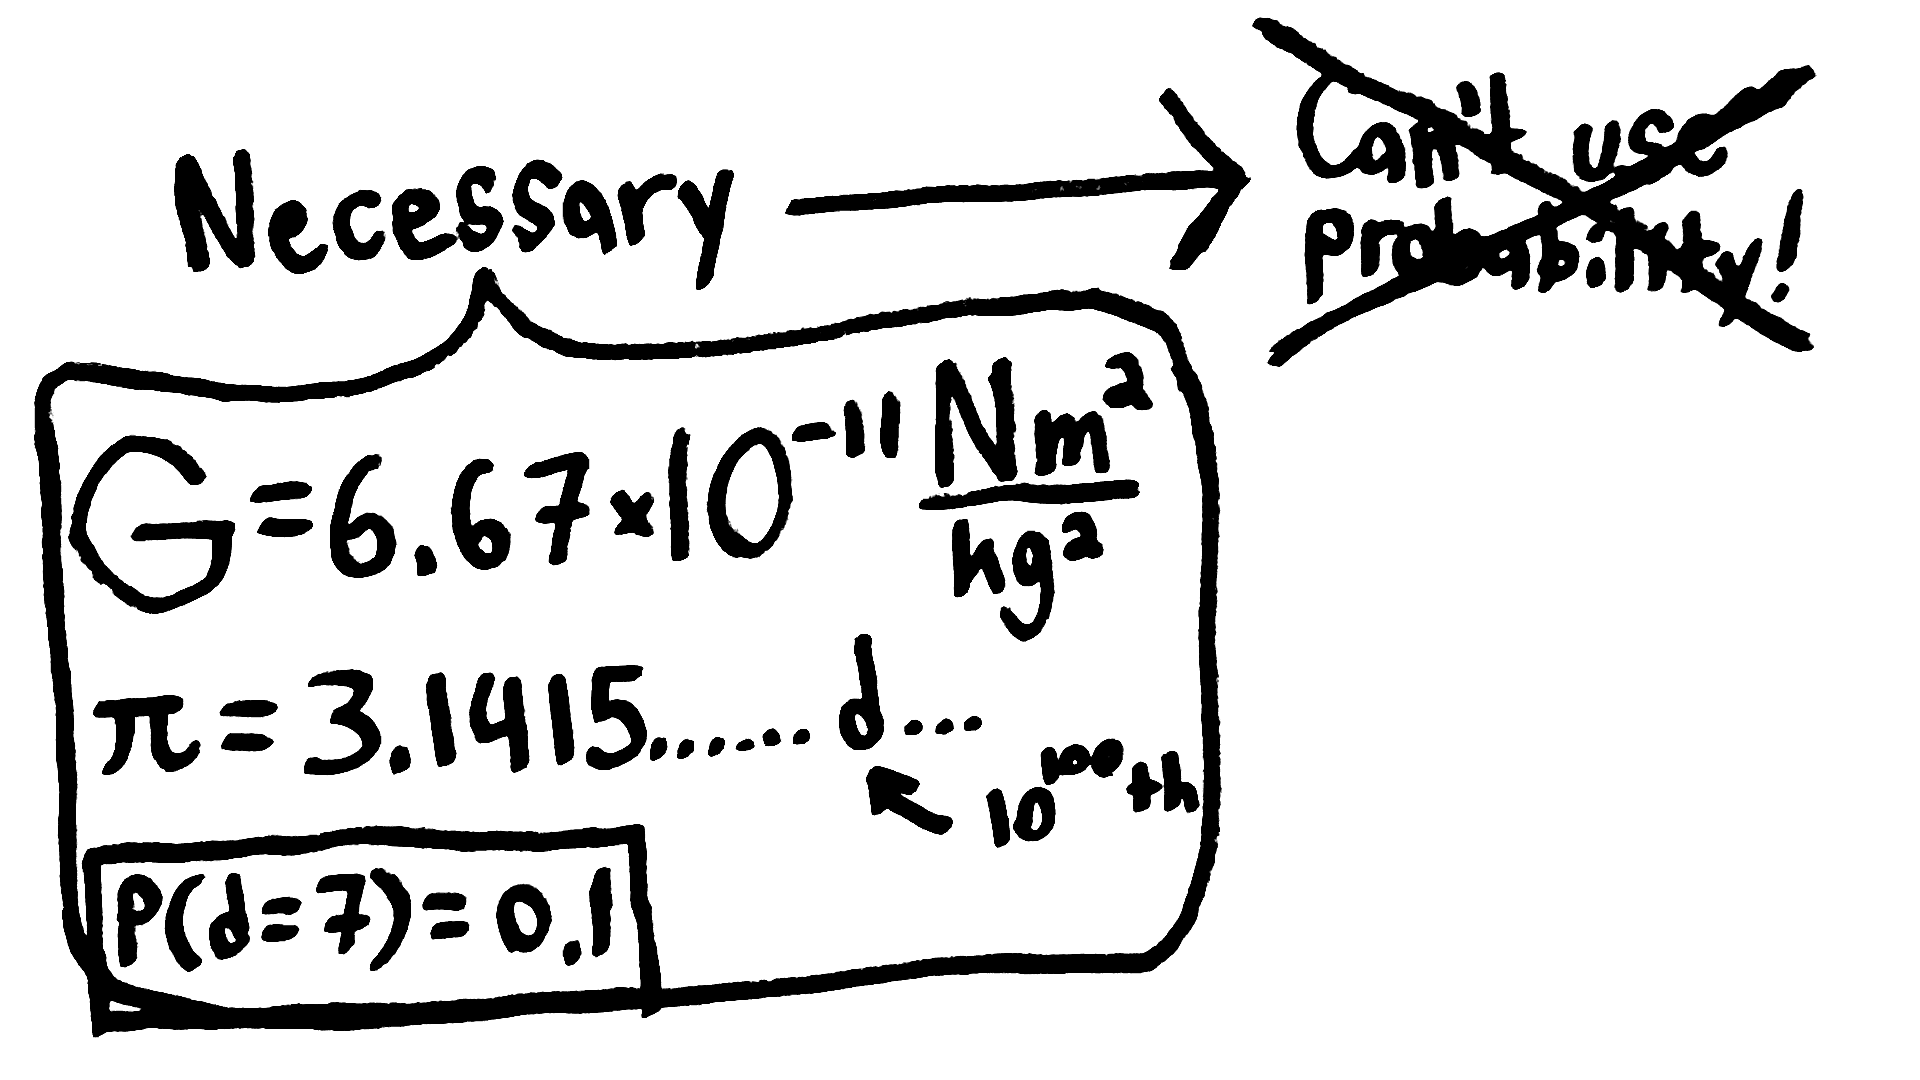 Necessary
Can't use
probability!
G=6.67×10⁻¹¹ Nm²/kg²
π=3.1415...... d...
10¹⁰⁰th
P(d=7)=0.1